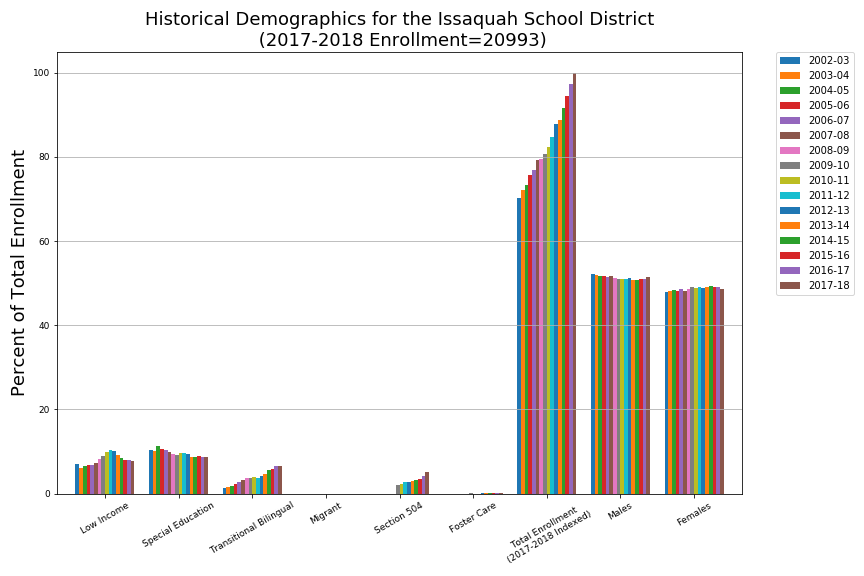 Historical Demographics for the Issaquah School District
(2017-2018 Enrollment=20993)
Percent of Total Enrollment
100
80
60
40
20
0
Low Income
Special Education
Transitional Bilingual
Migrant
Section 504
Foster Care
Total Enrollment
(2017-2018 Indexed)
Males
Females
2002-03
2003-04
2004-05
2005-06
2006-07
2007-08
2008-09
2009-10
2010-11
2011-12
2012-13
2013-14
2014-15
2015-16
2016-17
2017-18